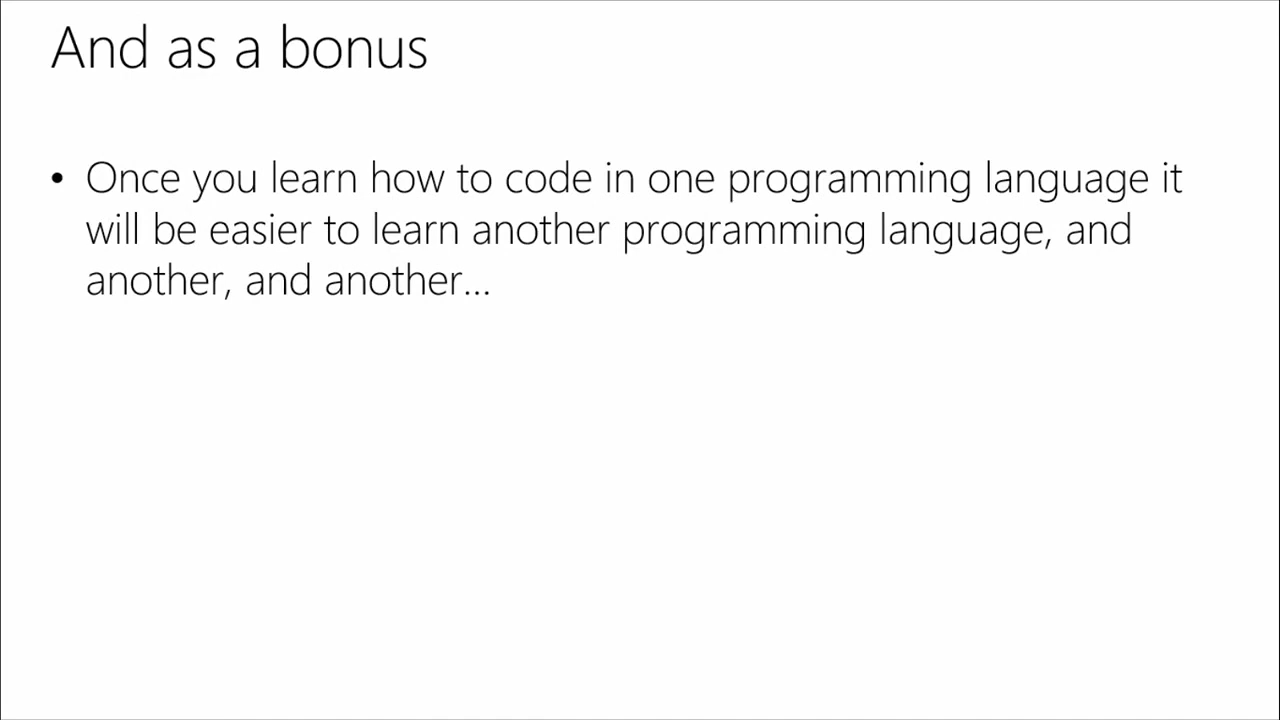 And as a bonus
• Once you learn how to code in one programming language it
will be easier to learn another programming language, and
another, and another...